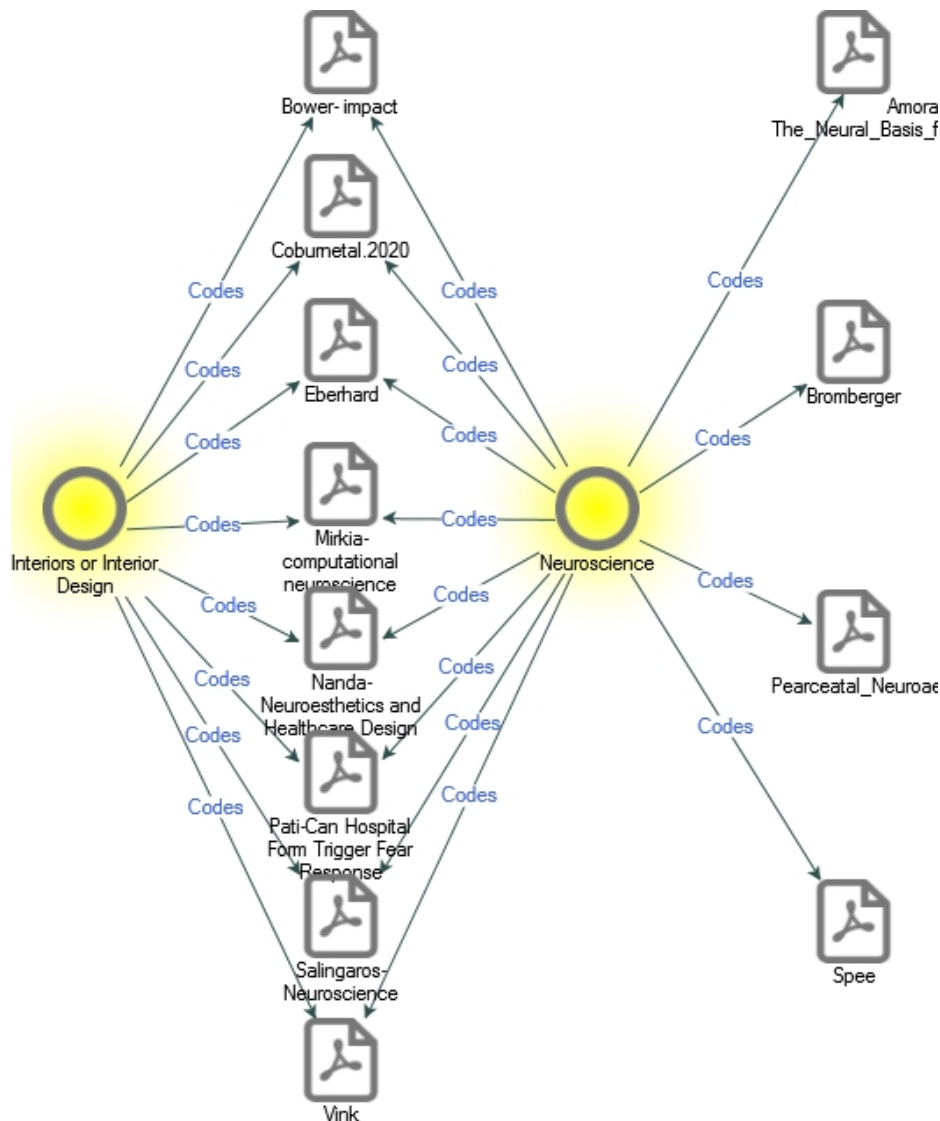 Bower- impact
Amora
The_Neural_Basis_f
Codes
Codes
Codes
Coburnetal.2020
Codes
Codes
Eberhard
Bromberger
Codes
Codes
Codes
Codes
Codes
Interiors or Interior
Design
Mirkia-
computational
neuroscience
Neuroscience
Codes
Codes
Codes
Nanda-
Neuroesthetics and
Healthcare Design
Pearceatal_Neuroae
Codes
Codes
Codes
Codes
Codes
Pati-Can Hospital
Form Trigger Fear
Response
Codes
Codes
Salingaros-
Neuroscience
Spee
Vink